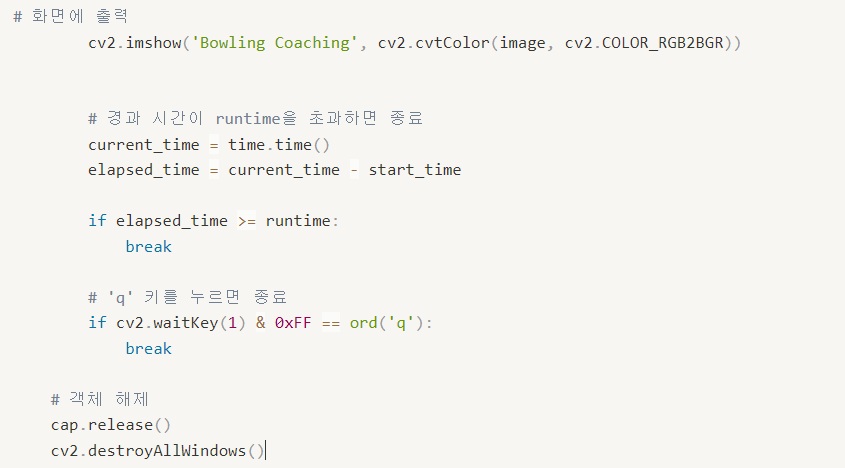 # 화면에 출력
cv2.imshow('Bowling Coaching', cv2.cvtColor(image, cv2.COLOR_RGB2BGR))
# 경과 시간이 runtime을 초과하면 종료
current_time = time.time()
elapsed_time = current_time - start_time
if elapsed_time >= runtime:
break
# 'q' 키를 누르면 종료
if cv2.waitKey(1) & 0xFF == ord('q'):
break
# 객체 해제
cap.release()
cv2.destroyAllWindows()